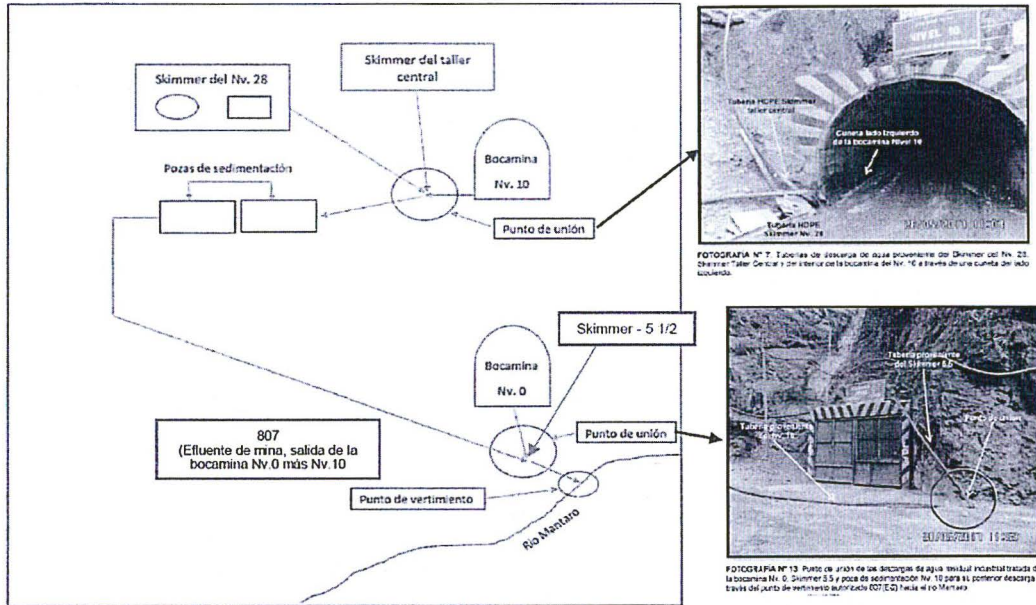 Skimmer del Nv. 28
Skimmer del taller
central
Pozas de sedimentación
Bocamina
Nv. 10
Punto de unión
Skimmer - 5 1/2
Bocamina
Nv. 0
807
(Efluente de mina, salida de la
bocamina Nv.0 más Nv.10
Punto de unión
Punto de vertimiento
Río Mantaro
NIVEL 10
Tubería HDPE Skimmer
taller central
Cuneta lado izquierdo
de la bocamina Nivel 10
Tubería HDPE
Skimmer Nv. 28
FOTOGRAFÍA N° 7. Tuberías de descarga de agua proveniente del Skimmer del Nv. 28,
Skimmer Taller Central y del interior de la bocamina del Nv. 10 a través de una cuneta del lado
izquierdo.
Tubería proveniente
del Skimmer 5.5
Punto de unión
Tubería proveniente
FOTOGRAFÍA N° 13. Punto de unión de las descargas de agua residual industrial tratada de
la bocamina Nv. 0, Skimmer 5.5 y poza de sedimentación Nv. 10 para su posterior descarga a
través del punto de vertimiento autorizado 807(EG) hacia el río Mantaro